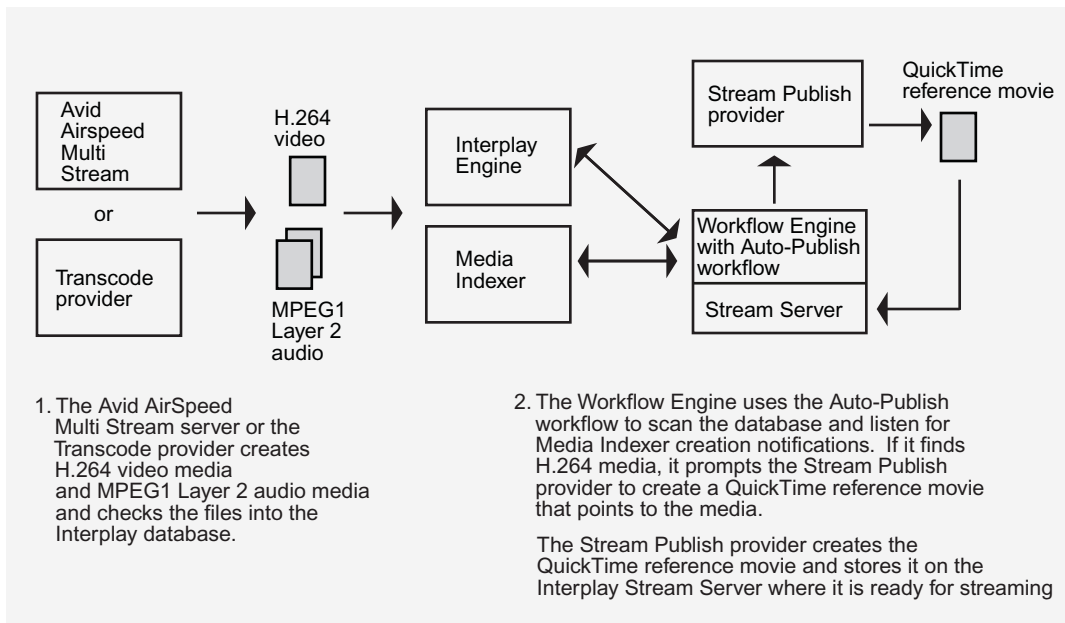 Avid
Airspeed
Multi
Stream
or
Transcode
provider
H.264
video
MPEG1
Layer 2
audio
Interplay
Engine
Media
Indexer
Stream Publish
provider
QuickTime
reference movie
Workflow Engine
with Auto-Publish
workflow
Stream Server
1. The Avid AirSpeed
Multi Stream server or the
Transcode provider creates
H.264 video media
and MPEG1 Layer 2 audio media
and checks the files into the
Interplay database.
2. The Workflow Engine uses the Auto-Publish
workflow to scan the database and listen for
Media Indexer creation notifications.  If it finds
H.264 media, it prompts the Stream Publish
provider to create a QuickTime reference movie
that points to the media.
The Stream Publish provider creates the
QuickTime reference movie and stores it on the
Interplay Stream Server where it is ready for streaming